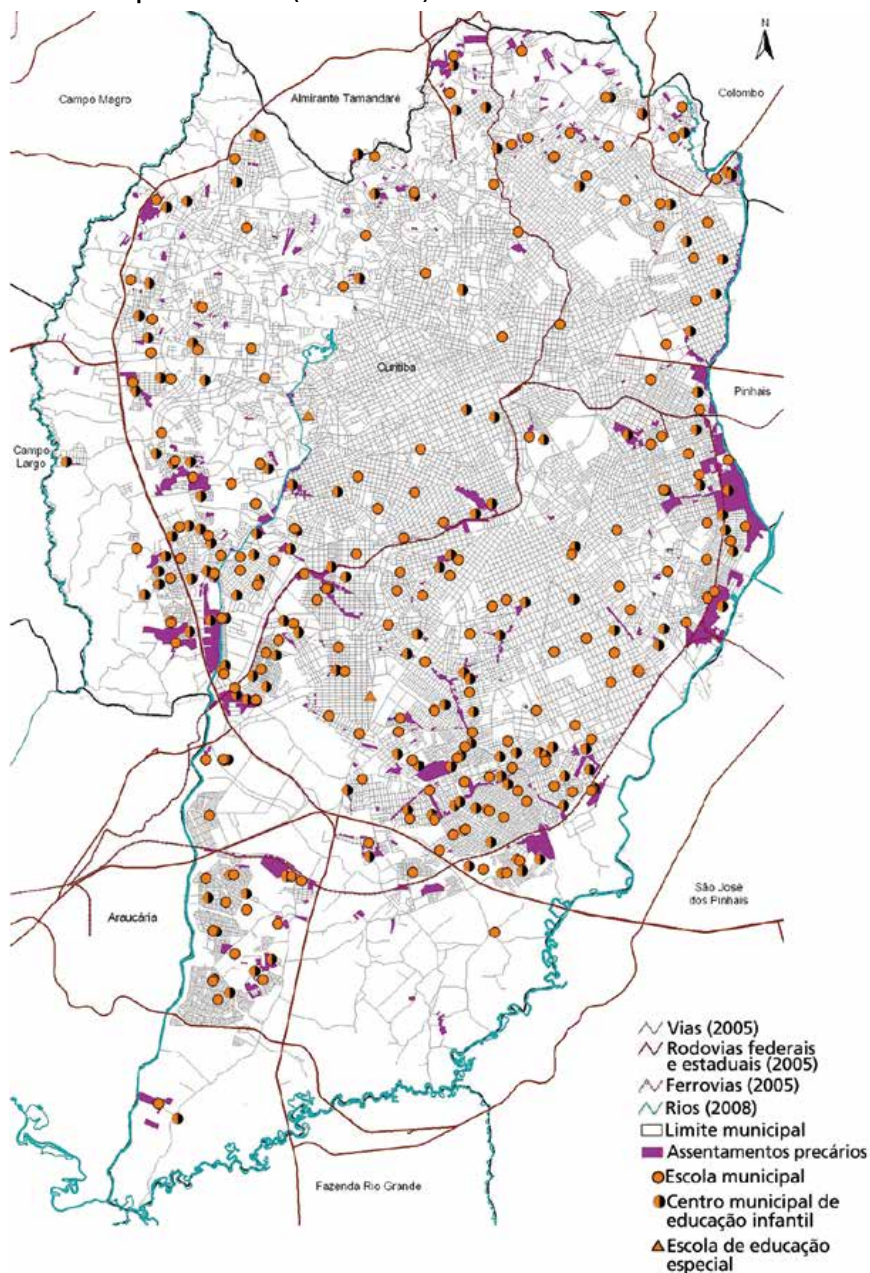 N
Campo Magro
Almirante Tamandaré
Colombo
Curitiba
Pinhais
Campo
Largo
São José
dos Pinhais
Araucária
Fazenda Rio Grande
Vias (2005)
Rodovias federais
e estaduais (2005)
Ferrovias (2005)
Rios (2008)
Limite municipal
Assentamentos precários
Escola municipal
Centro municipal de
educação infantil
Escola de educação
especial